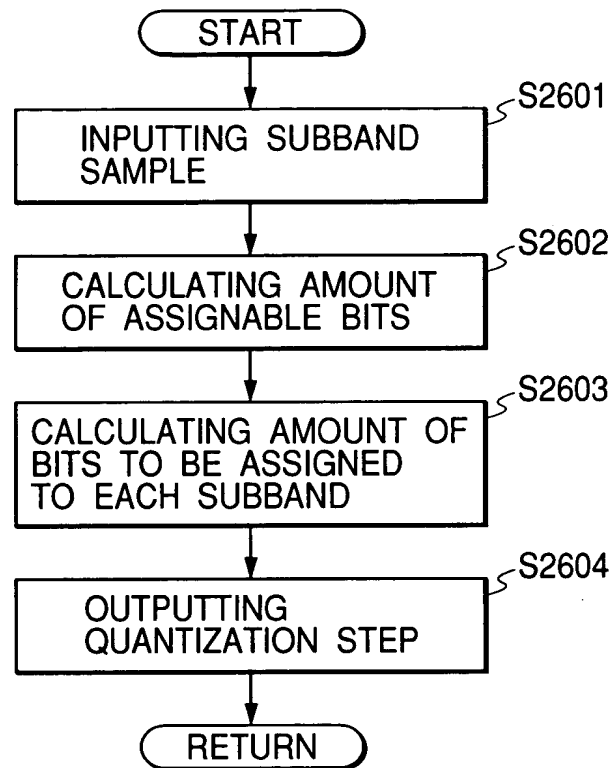 START
S2601
INPUTTING SUBBAND
SAMPLE
S2602
CALCULATING AMOUNT
OF ASSIGNABLE BITS
S2603
CALCULATING AMOUNT OF
BITS TO BE ASSIGNED
TO EACH SUBBAND
S2604
OUTPUTTING
QUANTIZATION STEP
RETURN